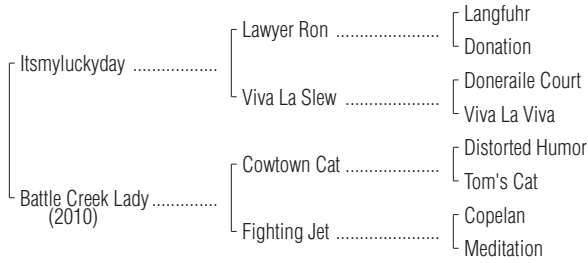 Langfuhr
Lawyer Ron ..................
Donation
Itsmyluckyday .................
Doneraile Court
Viva La Slew ..................
Viva La Viva
Distorted Humor
Cowtown Cat ..................
Tom's Cat
Battle Creek Lady .............
(2010)
Copelan
Fighting Jet ...................
Meditation